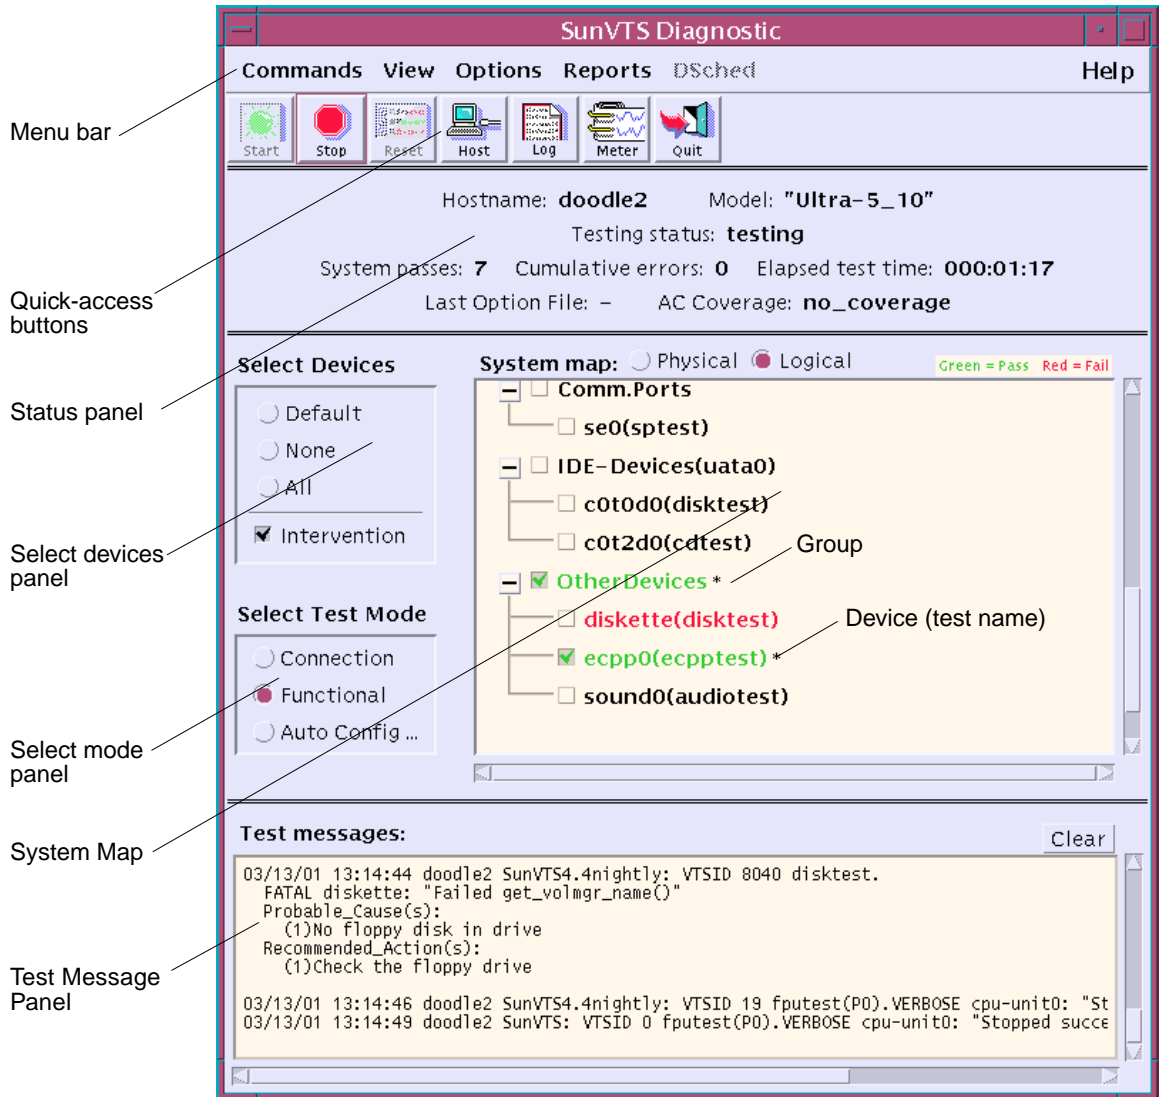 SunVTS Diagnostic
Commands View Options Reports DSched Help
Menu bar
Start Stop Reset Host Log Meter Quit
Hostname: doodle2 Model: "Ultra-5_10"
Testing status: testing
System passes: 7 Cumulative errors: 0 Elapsed test time: 000:01:17
Last Option File: - AC Coverage: no_coverage
Quick-access
buttons
Status panel
Select Devices
Default
None
All
Intervention
Select devices
panel
Select Test Mode
Connection
Functional
Auto Config ...
Select mode
panel
System map: Physical Logical Green = Pass Red = Fail
Comm.Ports
se0(sptest)
IDE-Devices(uata0)
c0t0d0(disktest)
c0t2d0(cdtest)
Group
OtherDevices *
diskette(disktest)
Device (test name)
ecpp0(ecpptest) *
sound0(audiotest)
System Map
Test messages: Clear
03/13/01 13:14:44 doodle2 SunVTS4.4nightly: VTSID 8040 disktest.
FATAL diskette: "Failed get_volmgr_name()"
Probable_Cause(s):
(1)No floppy disk in drive
Recommended_Action(s):
(1)Check the floppy drive
03/13/01 13:14:46 doodle2 SunVTS4.4nightly: VTSID 19 fputest(P0).VERBOSE cpu-unit0: "St
03/13/01 13:14:49 doodle2 SunVTS: VTSID 0 fputest(P0).VERBOSE cpu-unit0: "Stopped succe
Test Message
Panel